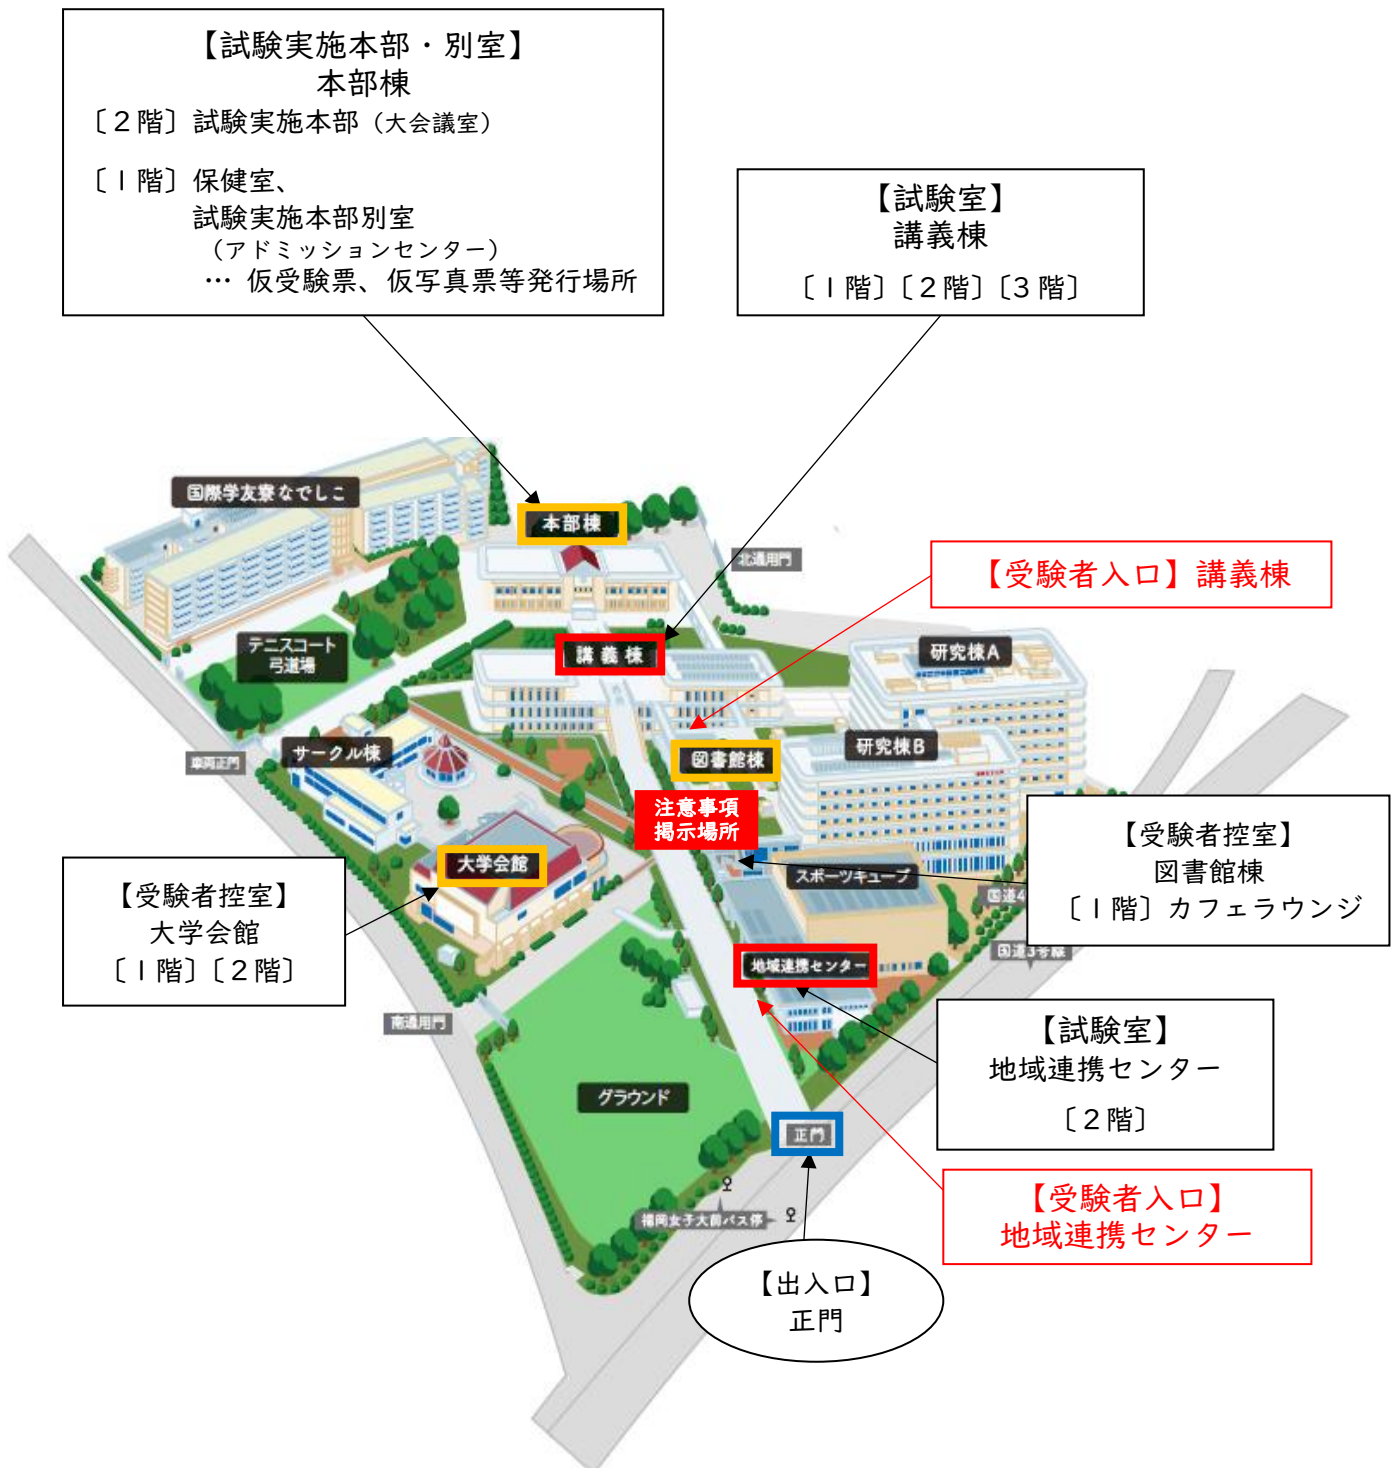 【試験実施本部・別室】
本部棟
〔２階〕試験実施本部（大会議室）
〔１階〕保健室、
試験実施本部別室
（アドミッションセンター）
… 仮受験票、仮写真票等発行場所
【試験室】
講義棟
〔１階〕〔２階〕〔３階〕
国際学友寮なでしこ
本部棟
北通用門
【受験者入口】講義棟
テニスコート
弓道場
講義棟
研究棟A
サークル棟
車両正門
図書館棟
研究棟B
注意事項
掲示場所
【受験者控室】
図書館棟
〔１階〕カフェラウンジ
大学会館
スポーツキューブ
【受験者控室】
大学会館
〔１階〕〔２階〕
国道4
国道3号線
地域連携センター
南通用門
【試験室】
地域連携センター
〔２階〕
グラウンド
正門
【受験者入口】
地域連携センター
福岡女子大前バス停
【出入口】
正門